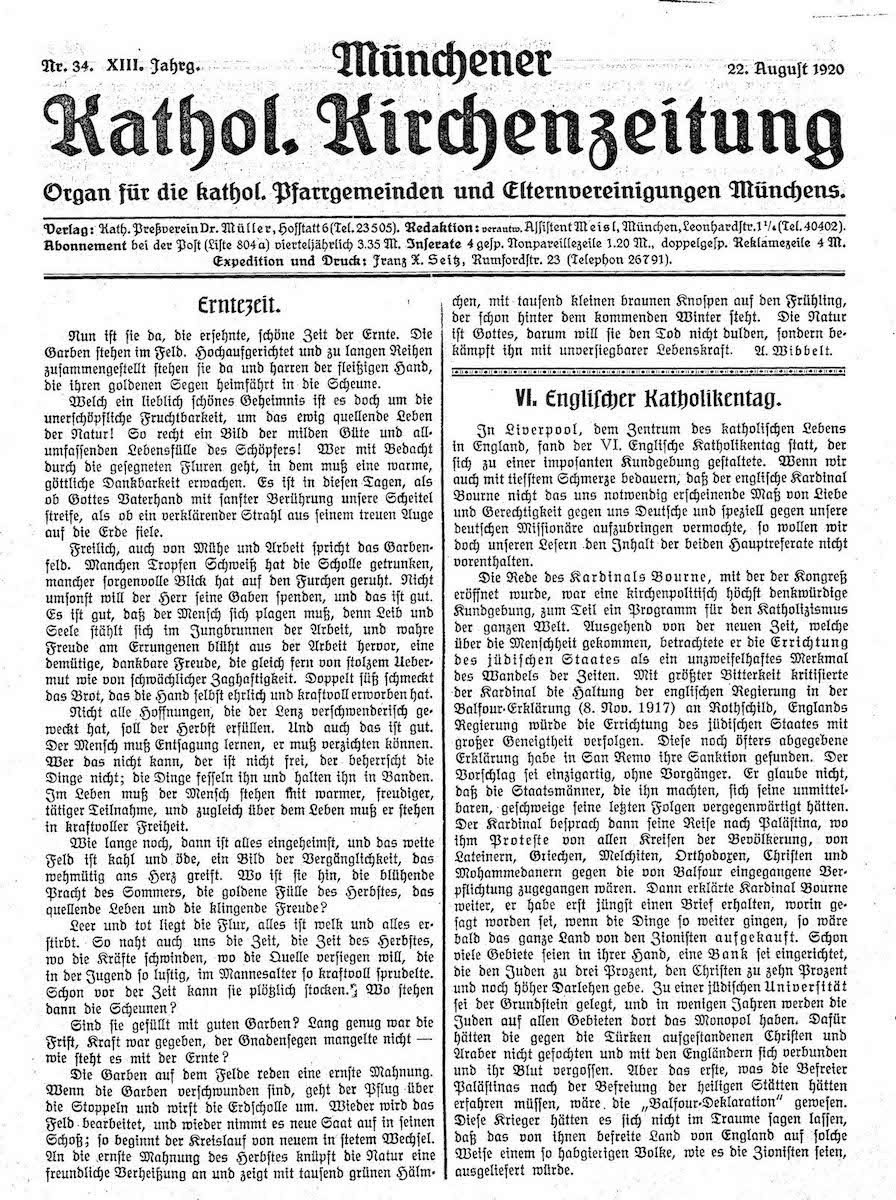 Nr. 34. XIII. Jahrg.
Münchener
22. August 1920
Kathol. Kirchenzeitung
Organ für die kathol. Pfarrgemeinden und Elternvereinigungen Münchens.
Verlag: Kath. Preßverein Dr. Müller, Hofstatt 6 (Tel. 23505). Redaktion: verantw. Assistent Meisl, München, Leonhardstr. 1¼ (Tel. 40402).
Abonnement bei der Post (Liste 804a) vierteljährlich 3.35 M. Inserate 4 gesp. Nonpareillezeile 1.20 M., doppelgesp. Reklamezeile 4 M.
Expedition und Druck: Franz X. Seitz, Rumfordstr. 23 (Telephon 26791).
Erntezeit.
Nun ist sie da, die ersehnte, schöne Zeit der Ernte. Die
Garben stehen im Feld. Hochaufgerichtet und zu langen Reihen
zusammengestellt stehen sie da und harren der fleißigen Hand,
die ihren goldenen Segen heimführt in die Scheune.
Welch ein lieblich schönes Geheimnis ist es doch um die
unerschöpfliche Fruchtbarkeit, um das ewig quellende Leben
der Natur! So recht ein Bild der milden Güte und all-
umfassenden Lebensfülle des Schöpfers! Wer mit Bedacht
durch die gesegneten Fluren geht, in dem muß eine warme,
göttliche Dankbarkeit erwachen. Es ist in diesen Tagen, als
ob Gottes Vaterhand mit sanfter Berührung unsere Scheitel
streife, als ob ein verklärender Strahl aus seinem treuen Auge
auf die Erde fiele.
Freilich, auch von Mühe und Arbeit spricht das Garben-
feld. Manchen Tropfen Schweiß hat die Scholle getrunken,
mancher sorgenvolle Blick hat auf den Furchen geruht. Nicht
umsonst will der Herr seine Gaben spenden, und das ist gut.
Es ist gut, daß der Mensch sich plagen muß, denn Leib und
Seele stählt sich im Jungbrunnen der Arbeit, und wahre
Freude am Errungenen blüht aus der Arbeit hervor, eine
demütige, dankbare Freude, die gleich fern von stolzem Ueber-
mut wie von schwächlicher Zaghaftigkeit. Doppelt süß schmeckt
das Brot, das die Hand selbst ehrlich und kraftvoll erworben hat.
Nicht alle Hoffnungen, die der Lenz verschwenderisch ge-
weckt hat, soll der Herbst erfüllen. Und auch das ist gut.
Der Mensch muß Entsagung lernen, er muß verzichten können.
Wer das nicht kann, der ist nicht frei, der beherrscht die
Dinge nicht; die Dinge fesseln ihn und halten ihn in Banden.
Im Leben muß der Mensch stehen mit warmer, freudiger,
tätiger Teilnahme, und zugleich über dem Leben muß er stehen
in kraftvoller Freiheit.
Wie lange noch, dann ist alles eingeheimst, und das weite
Feld ist kahl und öde, ein Bild der Vergänglichkeit, das
wehmütig ans Herz greift. Wo ist sie hin, die blühende
Pracht des Sommers, die goldene Fülle des Herbstes, das
quellende Leben und die klingende Freude?
Leer und tot liegt die Flur, alles ist welk und alles er-
stirbt. So naht auch uns die Zeit, die Zeit des Herbstes,
wo die Kräfte schwinden, wo die Quelle versiegen will, die
in der Jugend so lustig, im Mannesalter so kraftvoll sprudelte.
Schon vor der Zeit kann sie plötzlich stocken. Wo stehen
dann die Scheunen?
Sind sie gefüllt mit guten Garben? Lang genug war die
Frist, Kraft war gegeben, der Gnadensegen mangelte nicht —
wie steht es mit der Ernte?
Die Garben auf dem Felde reden eine ernste Mahnung.
Wenn die Garben verschwunden sind, geht der Pflug über
die Stoppeln und wirft die Erdscholle um. Wieder wird das
Feld bearbeitet, und wieder nimmt es neue Saat auf in seinen
Schoß; so beginnt der Kreislauf von neuem in stetem Wechsel.
An die ernste Mahnung des Herbstes knüpft die Natur eine
freundliche Verheißung an und zeigt mit tausend grünen Hälm-
chen, mit tausend kleinen braunen Knospen auf den Frühling,
der schon hinter dem kommenden Winter steht. Die Natur
ist Gottes, darum will sie den Tod nicht dulden, sondern be-
kämpft ihn mit unversiegbarer Lebenskraft. A. Wibbelt.
VI. Englischer Katholikentag.
In Liverpool, dem Zentrum des katholischen Lebens
in England, fand der VI. Englische Katholikentag statt, der
sich zu einer imposanten Kundgebung gestaltete. Wenn wir
auch mit tiefstem Schmerze bedauern, daß der englische Kardinal
Bourne nicht das uns notwendig erscheinende Maß von Liebe
und Gerechtigkeit gegen uns Deutsche und speziell gegen unsere
deutschen Missionäre aufzubringen vermochte, so wollen wir
doch unseren Lesern den Inhalt der beiden Hauptreferate nicht
vorenthalten.
Die Rede des Kardinals Bourne, mit der der Kongreß
eröffnet wurde, war eine kirchenpolitisch höchst denkwürdige
Kundgebung, zum Teil ein Programm für den Katholizismus
der ganzen Welt. Ausgehend von der neuen Zeit, welche
über die Menschheit gekommen, betrachtete er die Errichtung
des jüdischen Staates als ein unzweifelhaftes Merkmal
des Wandels der Zeiten. Mit größter Bitterkeit kritisierte
der Kardinal die Haltung der englischen Regierung in der
Balfour-Erklärung (8. Nov. 1917) an Rothschild, Englands
Regierung würde die Errichtung des jüdischen Staates mit
großer Geneigtheit verfolgen. Diese noch öfters abgegebene
Erklärung habe in San Remo ihre Sanktion gefunden. Der
Vorschlag sei einzigartig, ohne Vorgänger. Er glaube nicht,
daß die Staatsmänner, die ihn machten, sich seine unmittel-
baren, geschweige seine letzten Folgen vergegenwärtigt hätten.
Der Kardinal besprach dann seine Reise nach Palästina, wo
ihm Proteste von allen Kreisen der Bevölkerung, von
Lateinern, Griechen, Melchiten, Orthodoxen, Christen und
Mohammedanern gegen die von Balfour eingegangene Ver-
pflichtung zugegangen wären. Dann erklärte Kardinal Bourne
weiter, er habe erst jüngst einen Brief erhalten, worin ge-
sagt worden sei, wenn die Dinge so weiter gingen, so wäre
bald das ganze Land von den Zionisten aufgekauft. Schon
viele Gebiete seien in ihrer Hand, eine Bank sei eingerichtet,
die den Juden zu drei Prozent, den Christen zu zehn Prozent
und noch höher Darlehen gebe. Zu einer jüdischen Universität
sei der Grundstein gelegt, und in wenigen Jahren werden die
Juden auf allen Gebieten dort das Monopol haben. Dafür
hätten die gegen die Türken aufgestandenen Christen und
Araber nicht gefochten und mit den Engländern sich verbunden
und ihr Blut vergossen. Aber das erste, was die Befreier
Palästinas nach der Befreiung der heiligen Stätten hätten
erfahren müssen, wäre die „Balfour-Deklaration" gewesen.
Diese Krieger hätten es sich nicht im Traume sagen lassen,
daß das von ihnen befreite Land von England auf solche
Weise einem so habgierigen Volke, wie es die Zionisten seien,
ausgeliefert würde.